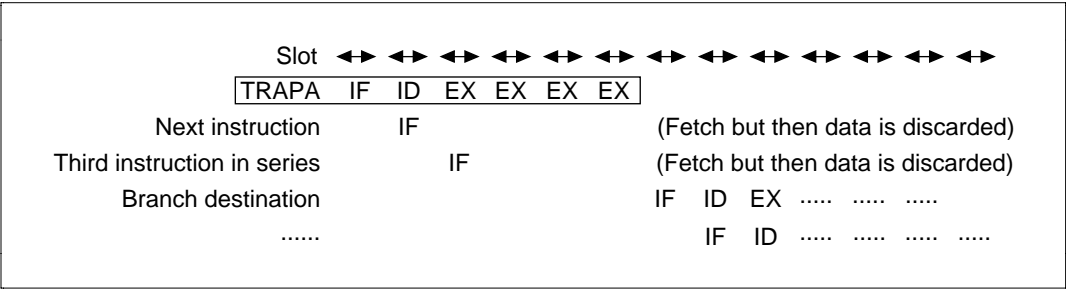 Slot
TRAPA IF ID EX EX EX EX
Next instruction IF (Fetch but then data is discarded)
Third instruction in series IF (Fetch but then data is discarded)
Branch destination IF ID EX ..... ..... .....
...... IF ID ..... ..... ..... .....